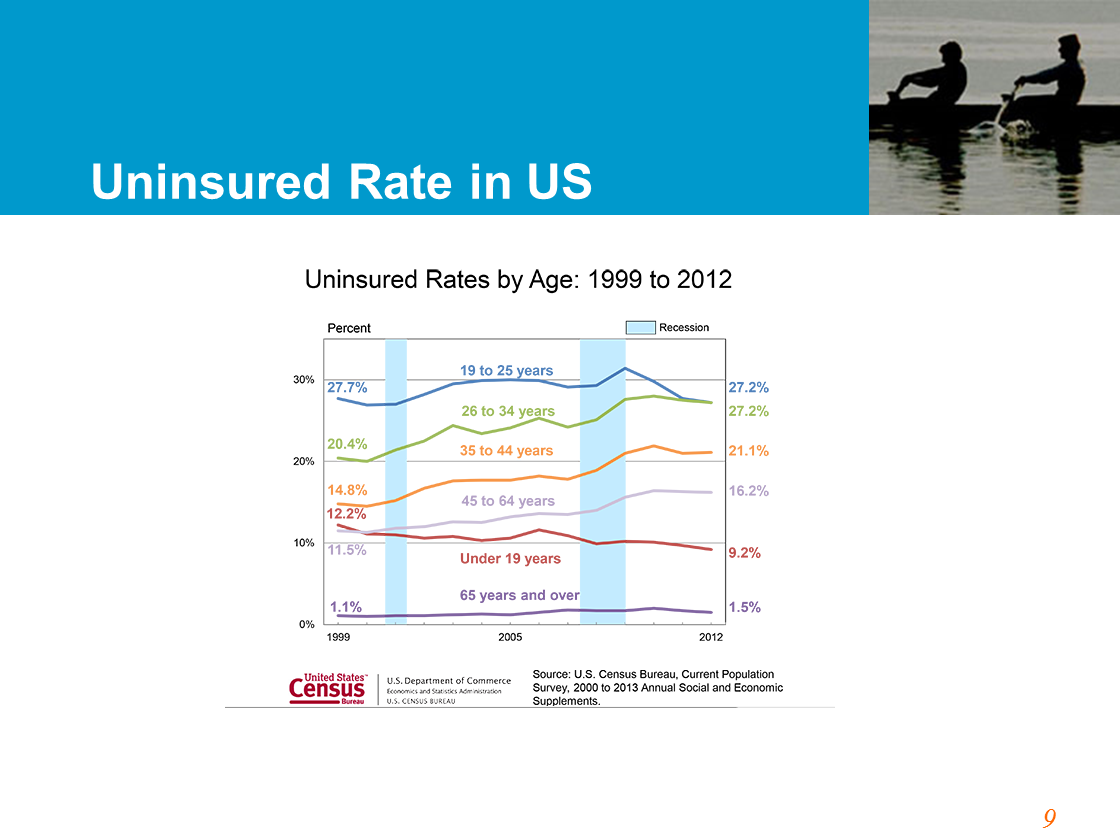 Uninsured Rate in US
Uninsured Rates by Age: 1999 to 2012
Percent
Recession
30%
19 to 25 years
27.7%
27.2%
26 to 34 years
27.2%
20.4%
35 to 44 years
21.1%
20%
14.8%
45 to 64 years
16.2%
12.2%
10%
11.5%
Under 19 years
9.2%
65 years and over
1.1%
1.5%
0%
1999
2005
2012
United States™
Census
Bureau
U.S. Department of Commerce
Economics and Statistics Administration
U.S. CENSUS BUREAU
Source: U.S. Census Bureau, Current Population
Survey, 2000 to 2013 Annual Social and Economic
Supplements.
9